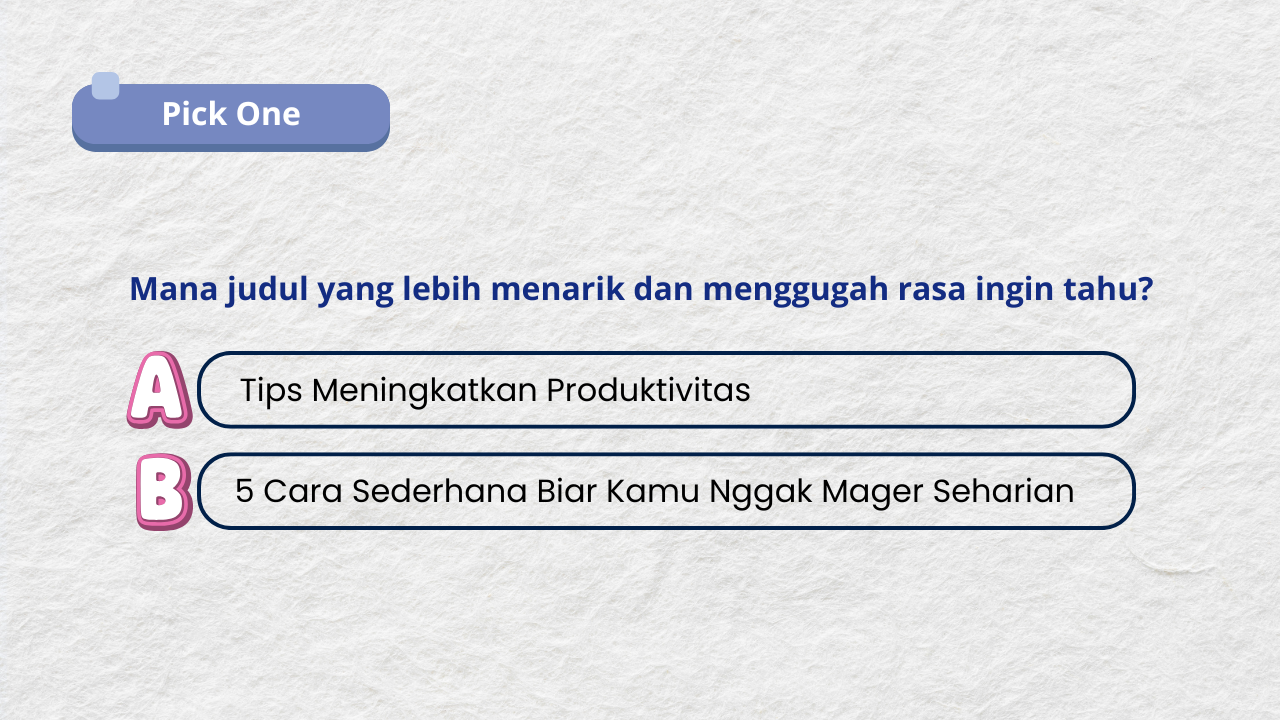 Pick One
Mana judul yang lebih menarik dan menggugah rasa ingin tahu?
A Tips Meningkatkan Produktivitas
B 5 Cara Sederhana Biar Kamu Nggak Mager Seharian